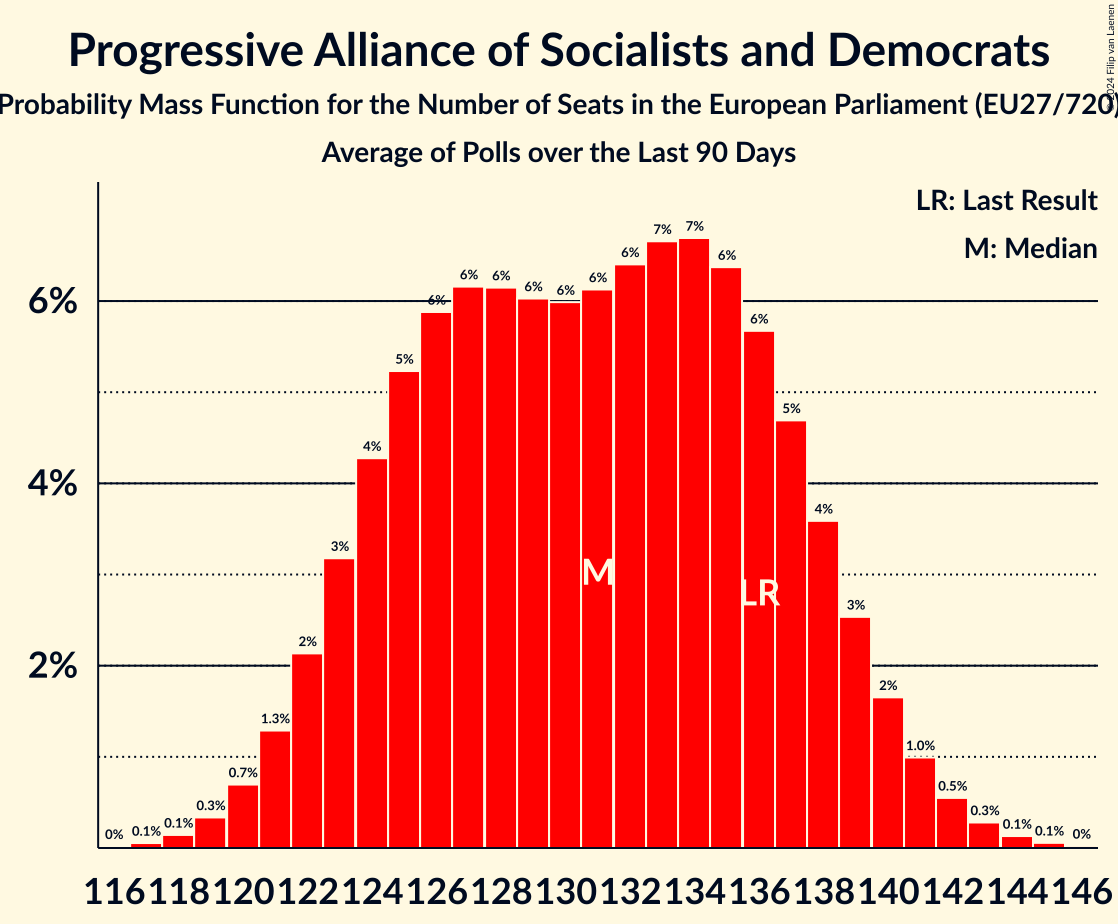 Progressive Alliance of Socialists and Democrats
Probability Mass Function for the Number of Seats in the European Parliament (EU27/720)
Average of Polls over the Last 90 Days
© 2024 Filip van Laenen
LR: Last Result
M: Median
6%
4%
2%
0% 0.1% 0.1% 0.3% 0.7% 1.3% 2% 3% 4% 5% 6% 6% 6% 6% 6% 6% 6% 7% 7% 6% 6% 5% 4% 3% 2% 1.0% 0.5% 0.3% 0.1% 0.1% 0%
M
LR
116 118 120 122 124 126 128 130 132 134 136 138 140 142 144 146